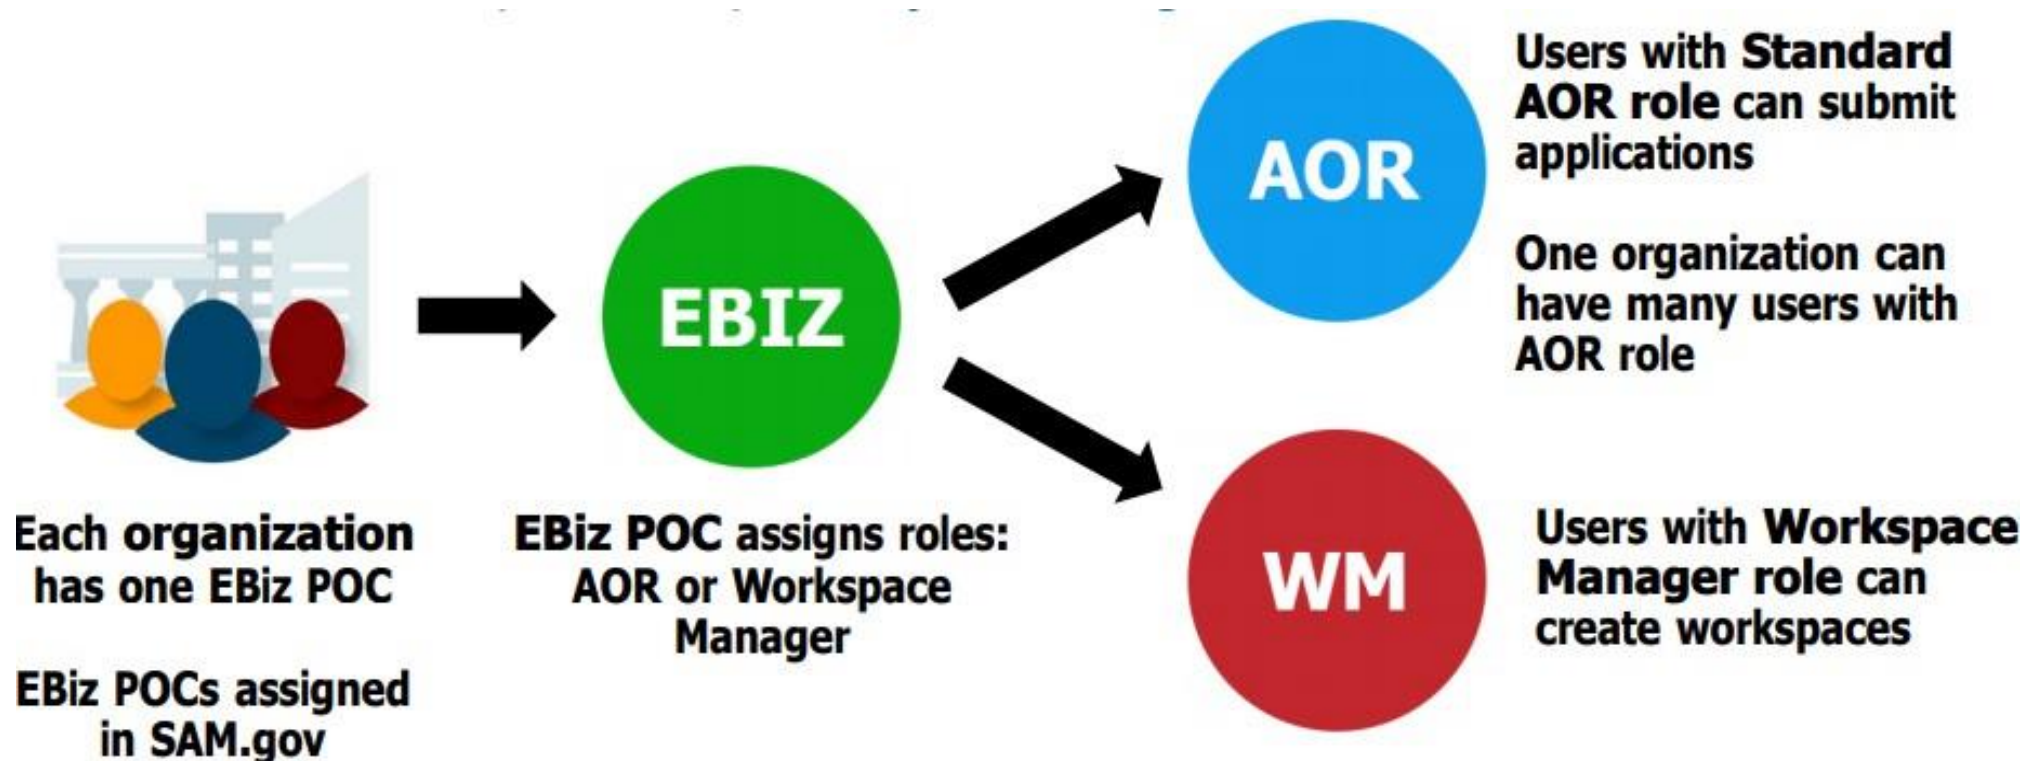 Each organization
has one EBiz POC
EBiz POCs assigned
in SAM.gov
EBIZ
EBiz POC assigns roles:
AOR or Workspace
Manager
AOR
Users with Standard
AOR role can submit
applications
One organization can
have many users with
AOR role
WM
Users with Workspace
Manager role can
create workspaces